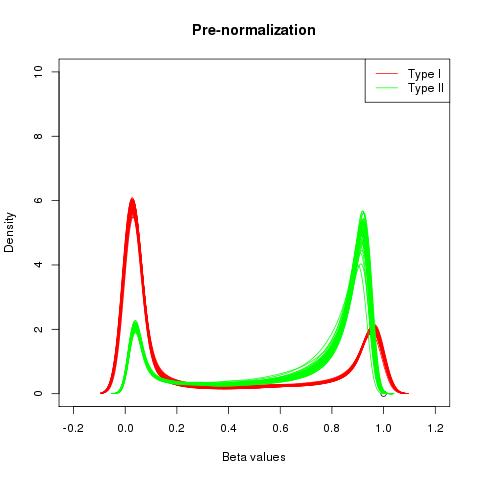 Pre-normalization
Type I
Type II
10
8
6
4
2
0
Density
-0.2 0.0 0.2 0.4 0.6 0.8 1.0 1.2
Beta values